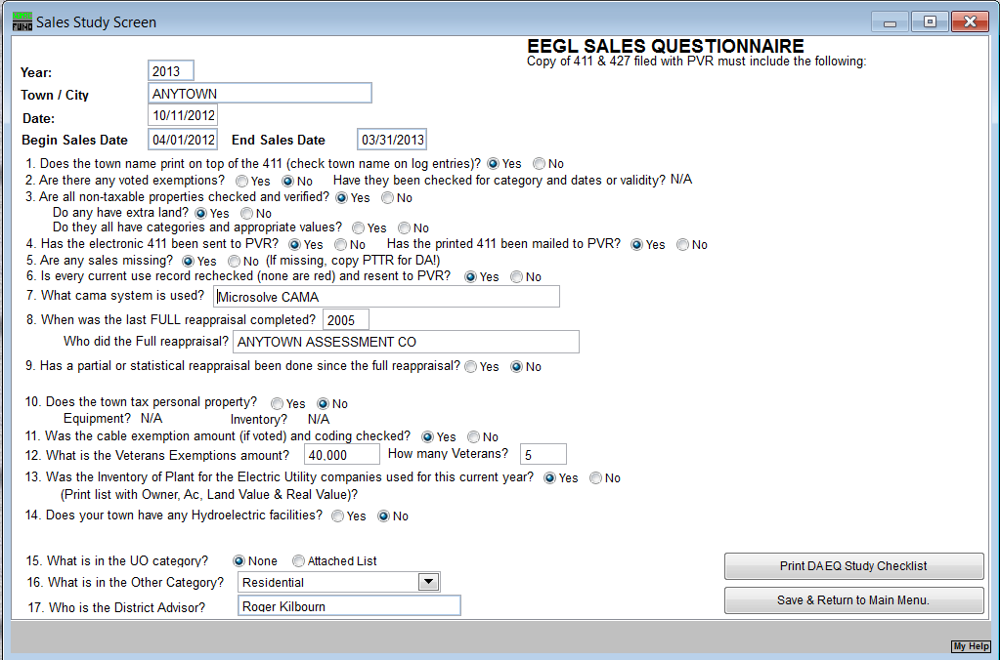 Sales Study Screen
EEGL SALES QUESTIONNAIRE
Copy of 411 & 427 filed with PVR must include the following:
Year: 2013
Town / City ANYTOWN
Date: 10/11/2012
Begin Sales Date 04/01/2012 End Sales Date 03/31/2013
1. Does the town name print on top of the 411 (check town name on log entries)? Yes No
2. Are there any voted exemptions? Yes No Have they been checked for category and dates or validity? N/A
3. Are all non-taxable properties checked and verified? Yes No
Do any have extra land? Yes No
Do they all have categories and appropriate values? Yes No
4. Has the electronic 411 been sent to PVR? Yes No Has the printed 411 been mailed to PVR? Yes No
5. Are any sales missing? Yes No (If missing, copy PTTR for DA!)
6. Is every current use record rechecked (none are red) and resent to PVR? Yes No
7. What cama system is used? Microsolve CAMA
8. When was the last FULL reappraisal completed? 2005
Who did the Full reappraisal? ANYTOWN ASSESSMENT CO
9. Has a partial or statistical reappraisal been done since the full reappraisal? Yes No
10. Does the town tax personal property? Yes No
Equipment? N/A Inventory? N/A
11. Was the cable exemption amount (if voted) and coding checked? Yes No
12. What is the Veterans Exemptions amount? 40,000 How many Veterans? 5
13. Was the Inventory of Plant for the Electric Utility companies used for this current year? Yes No
(Print list with Owner, Ac, Land Value & Real Value)?
14. Does your town have any Hydroelectric facilities? Yes No
15. What is in the UO category? None Attached List
16. What is in the Other Category? Residential
17. Who is the District Advisor? Roger Kilbourn
Print DAEQ Study Checklist
Save & Return to Main Menu.
My Help